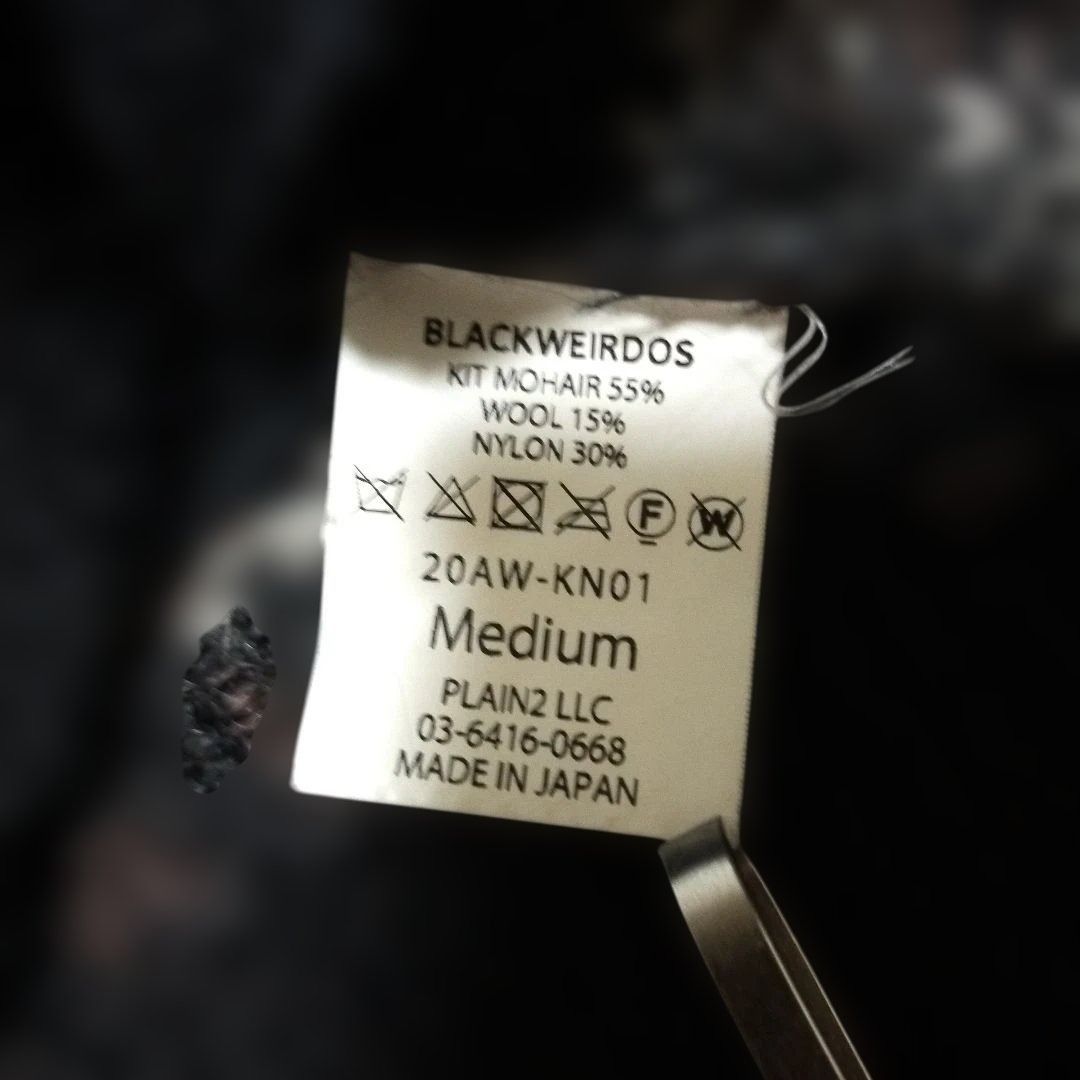 BLACKWEIRDOS
KIT MOHAIR 55%
WOOL 15%
NYLON 30%
F W
20AW-KN01
Medium
PLAIN2 LLC
03-6416-0668
MADE IN JAPAN